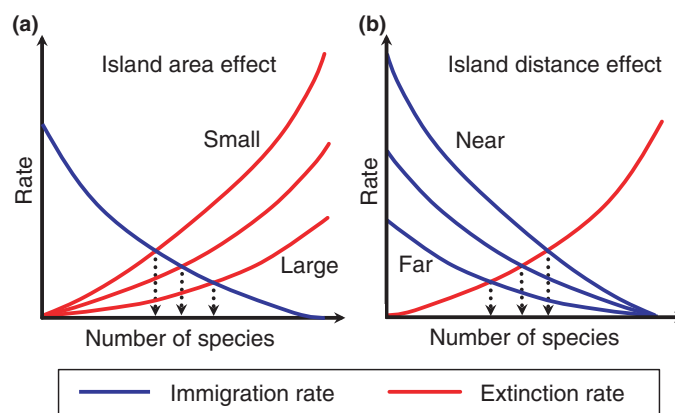 (a)
Island area effect
Small
Large
Rate
Number of species
(b)
Island distance effect
Near
Far
Rate
Number of species
Immigration rate
Extinction rate